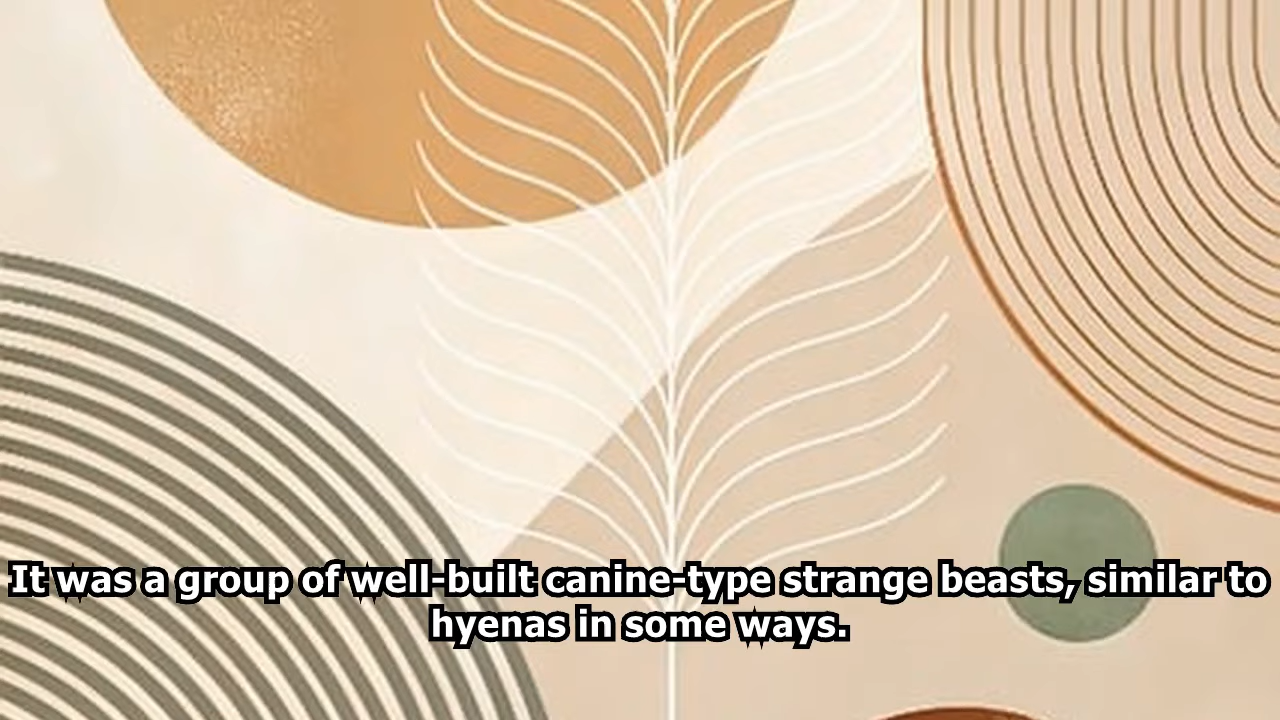 It was a group of well-built canine-type strange beasts, similar to
hyenas in some ways.